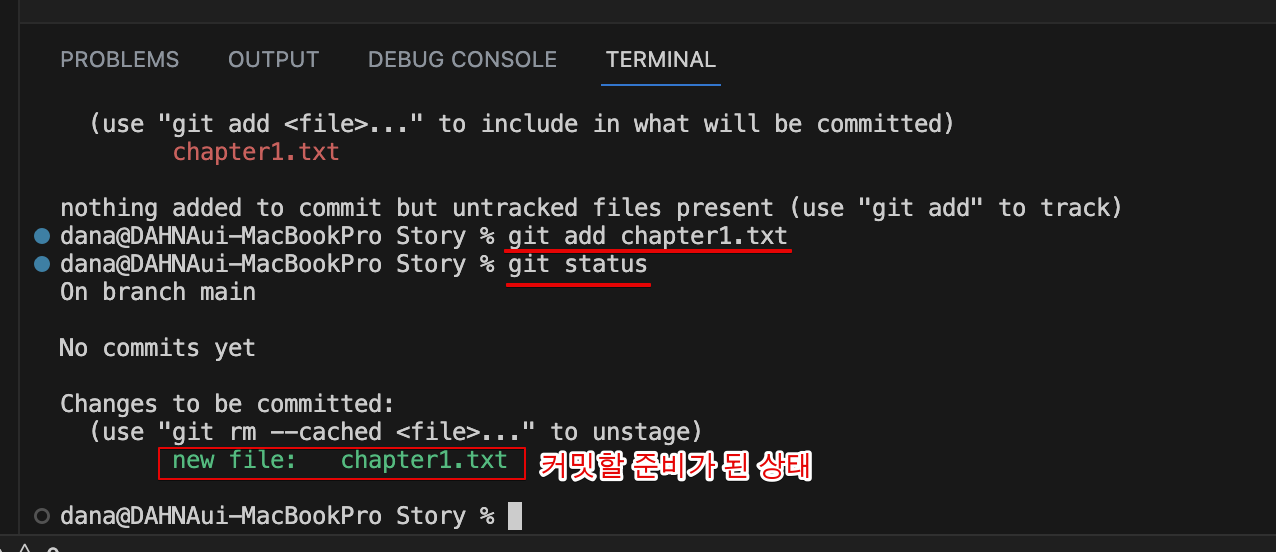 PROBLEMS OUTPUT DEBUG CONSOLE TERMINAL
(use "git add <file>..." to include in what will be committed)
chapter1.txt
nothing added to commit but untracked files present (use "git add" to track)
dana@DAHNAui-MacBookPro Story % git add chapter1.txt
dana@DAHNAui-MacBookPro Story % git status
On branch main
No commits yet
Changes to be committed:
(use "git rm --cached <file>..." to unstage)
new file: chapter1.txt 커밋할 준비가 된 상태
dana@DAHNAui-MacBookPro Story %